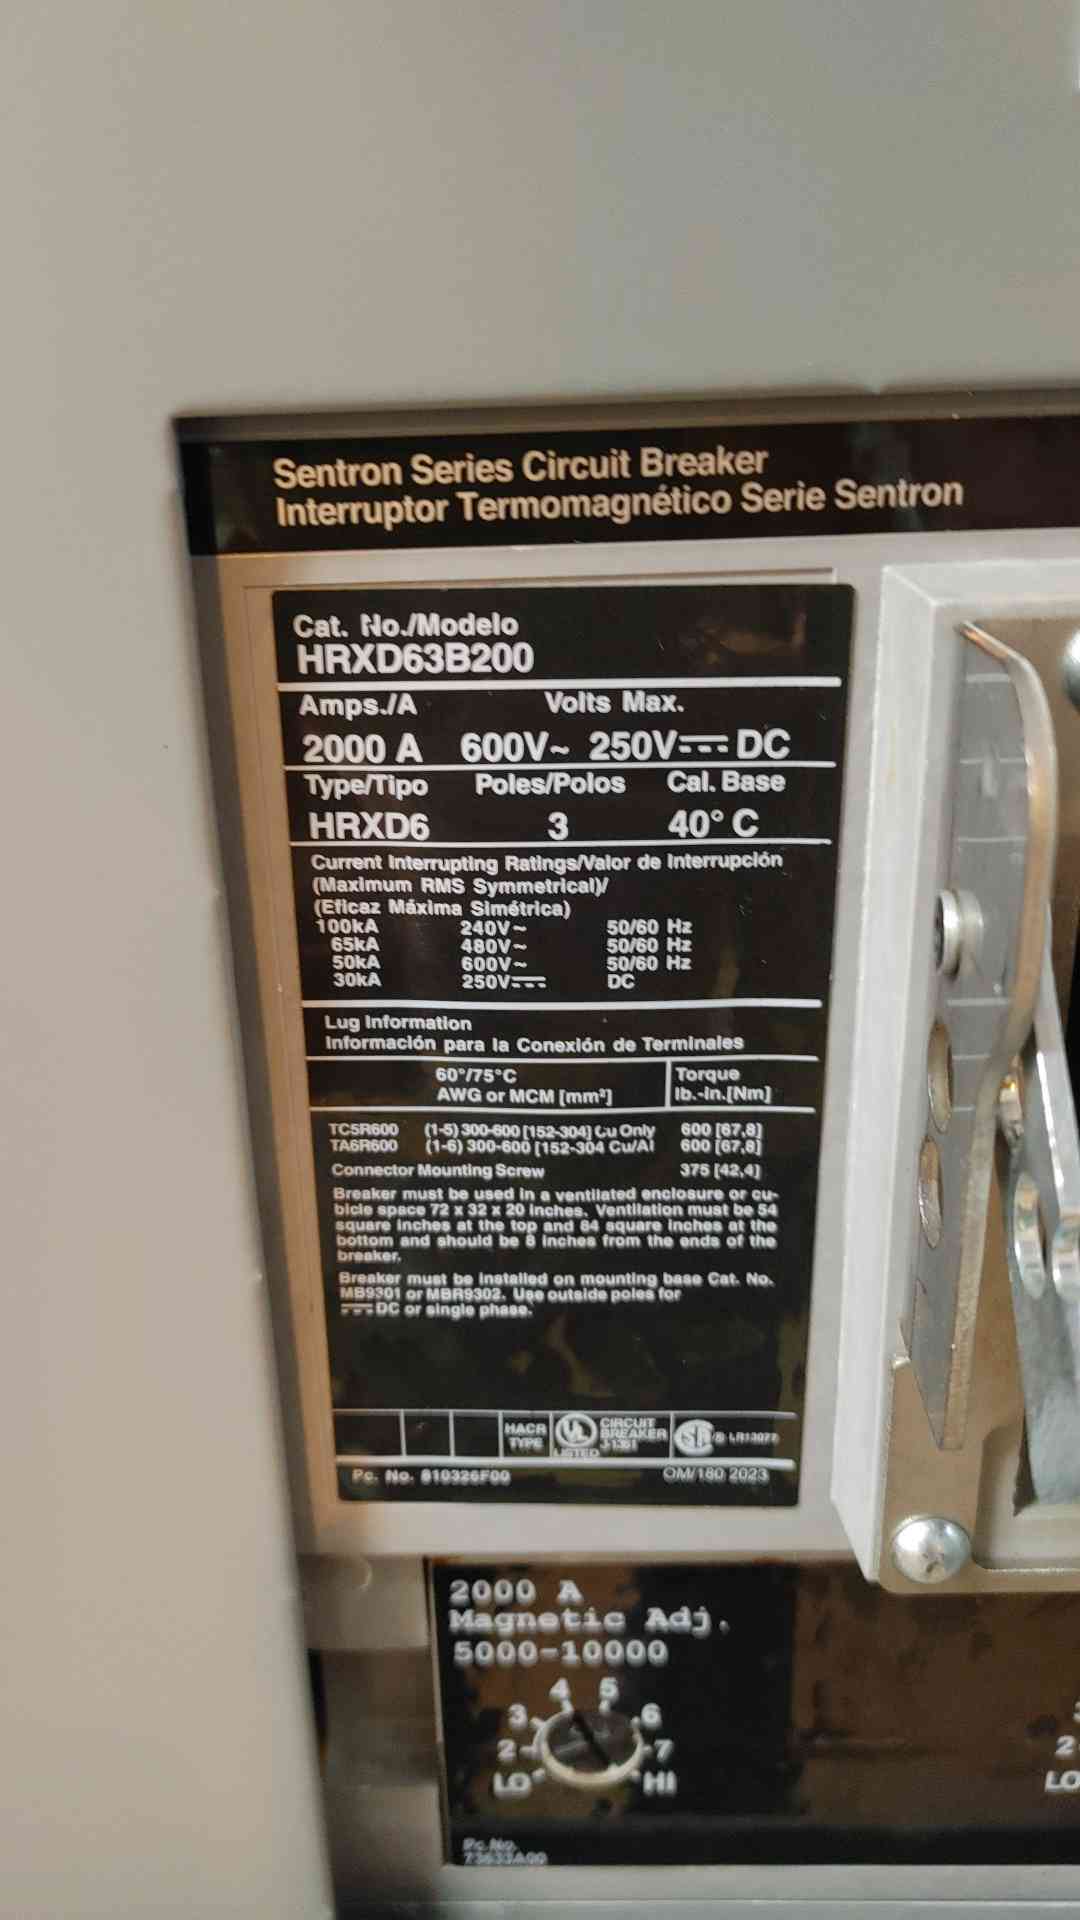 Sentron Series Circuit Breaker
Interruptor Termomagnético Serie Sentron
Cat. No./Modelo
HRXD63B200
Amps./A Volts Max.
2000 A 600V~ 250V⎓ DC
Type/Tipo Poles/Polos Cal. Base
HRXD6 3 40° C
Current Interrupting Ratings/Valor de Interrupción
(Maximum RMS Symmetrical)/
(Eficaz Máxima Simétrica)
100kA 240V~ 50/60 Hz
65kA 480V~ 50/60 Hz
50kA 600V~ 50/60 Hz
30kA 250V⎓ DC
Lug Information
Información para la Conexión de Terminales
60°/75°C Torque
AWG or MCM [mm²] lb.-in.[Nm]
TC5R600 (1-5) 300-600 [152-304] Cu Only 600 [67,8]
TA6R600 (1-6) 300-600 [152-304 Cu/Al 600 [67,8]
Connector Mounting Screw 375 [42,4]
Breaker must be used in a ventilated enclosure or cu-
bicle space 72 x 32 x 20 inches. Ventilation must be 54
square inches at the top and 84 square inches at the
bottom and should be 8 inches from the ends of the
breaker.
Breaker must be installed on mounting base Cat. No.
MB9301 or MBR9302. Use outside poles for
⎓ DC or single phase.
HACR
TYPE
UL
LISTED
CIRCUIT
BREAKER
J-1351
SA ® LR13077
Pc. No. 810326F00 OM/180 2023
2000 A
Magnetic Adj.
5000-10000
4 5
3 6
2 7
LO HI
2
LO
Pc.No.
73633A00